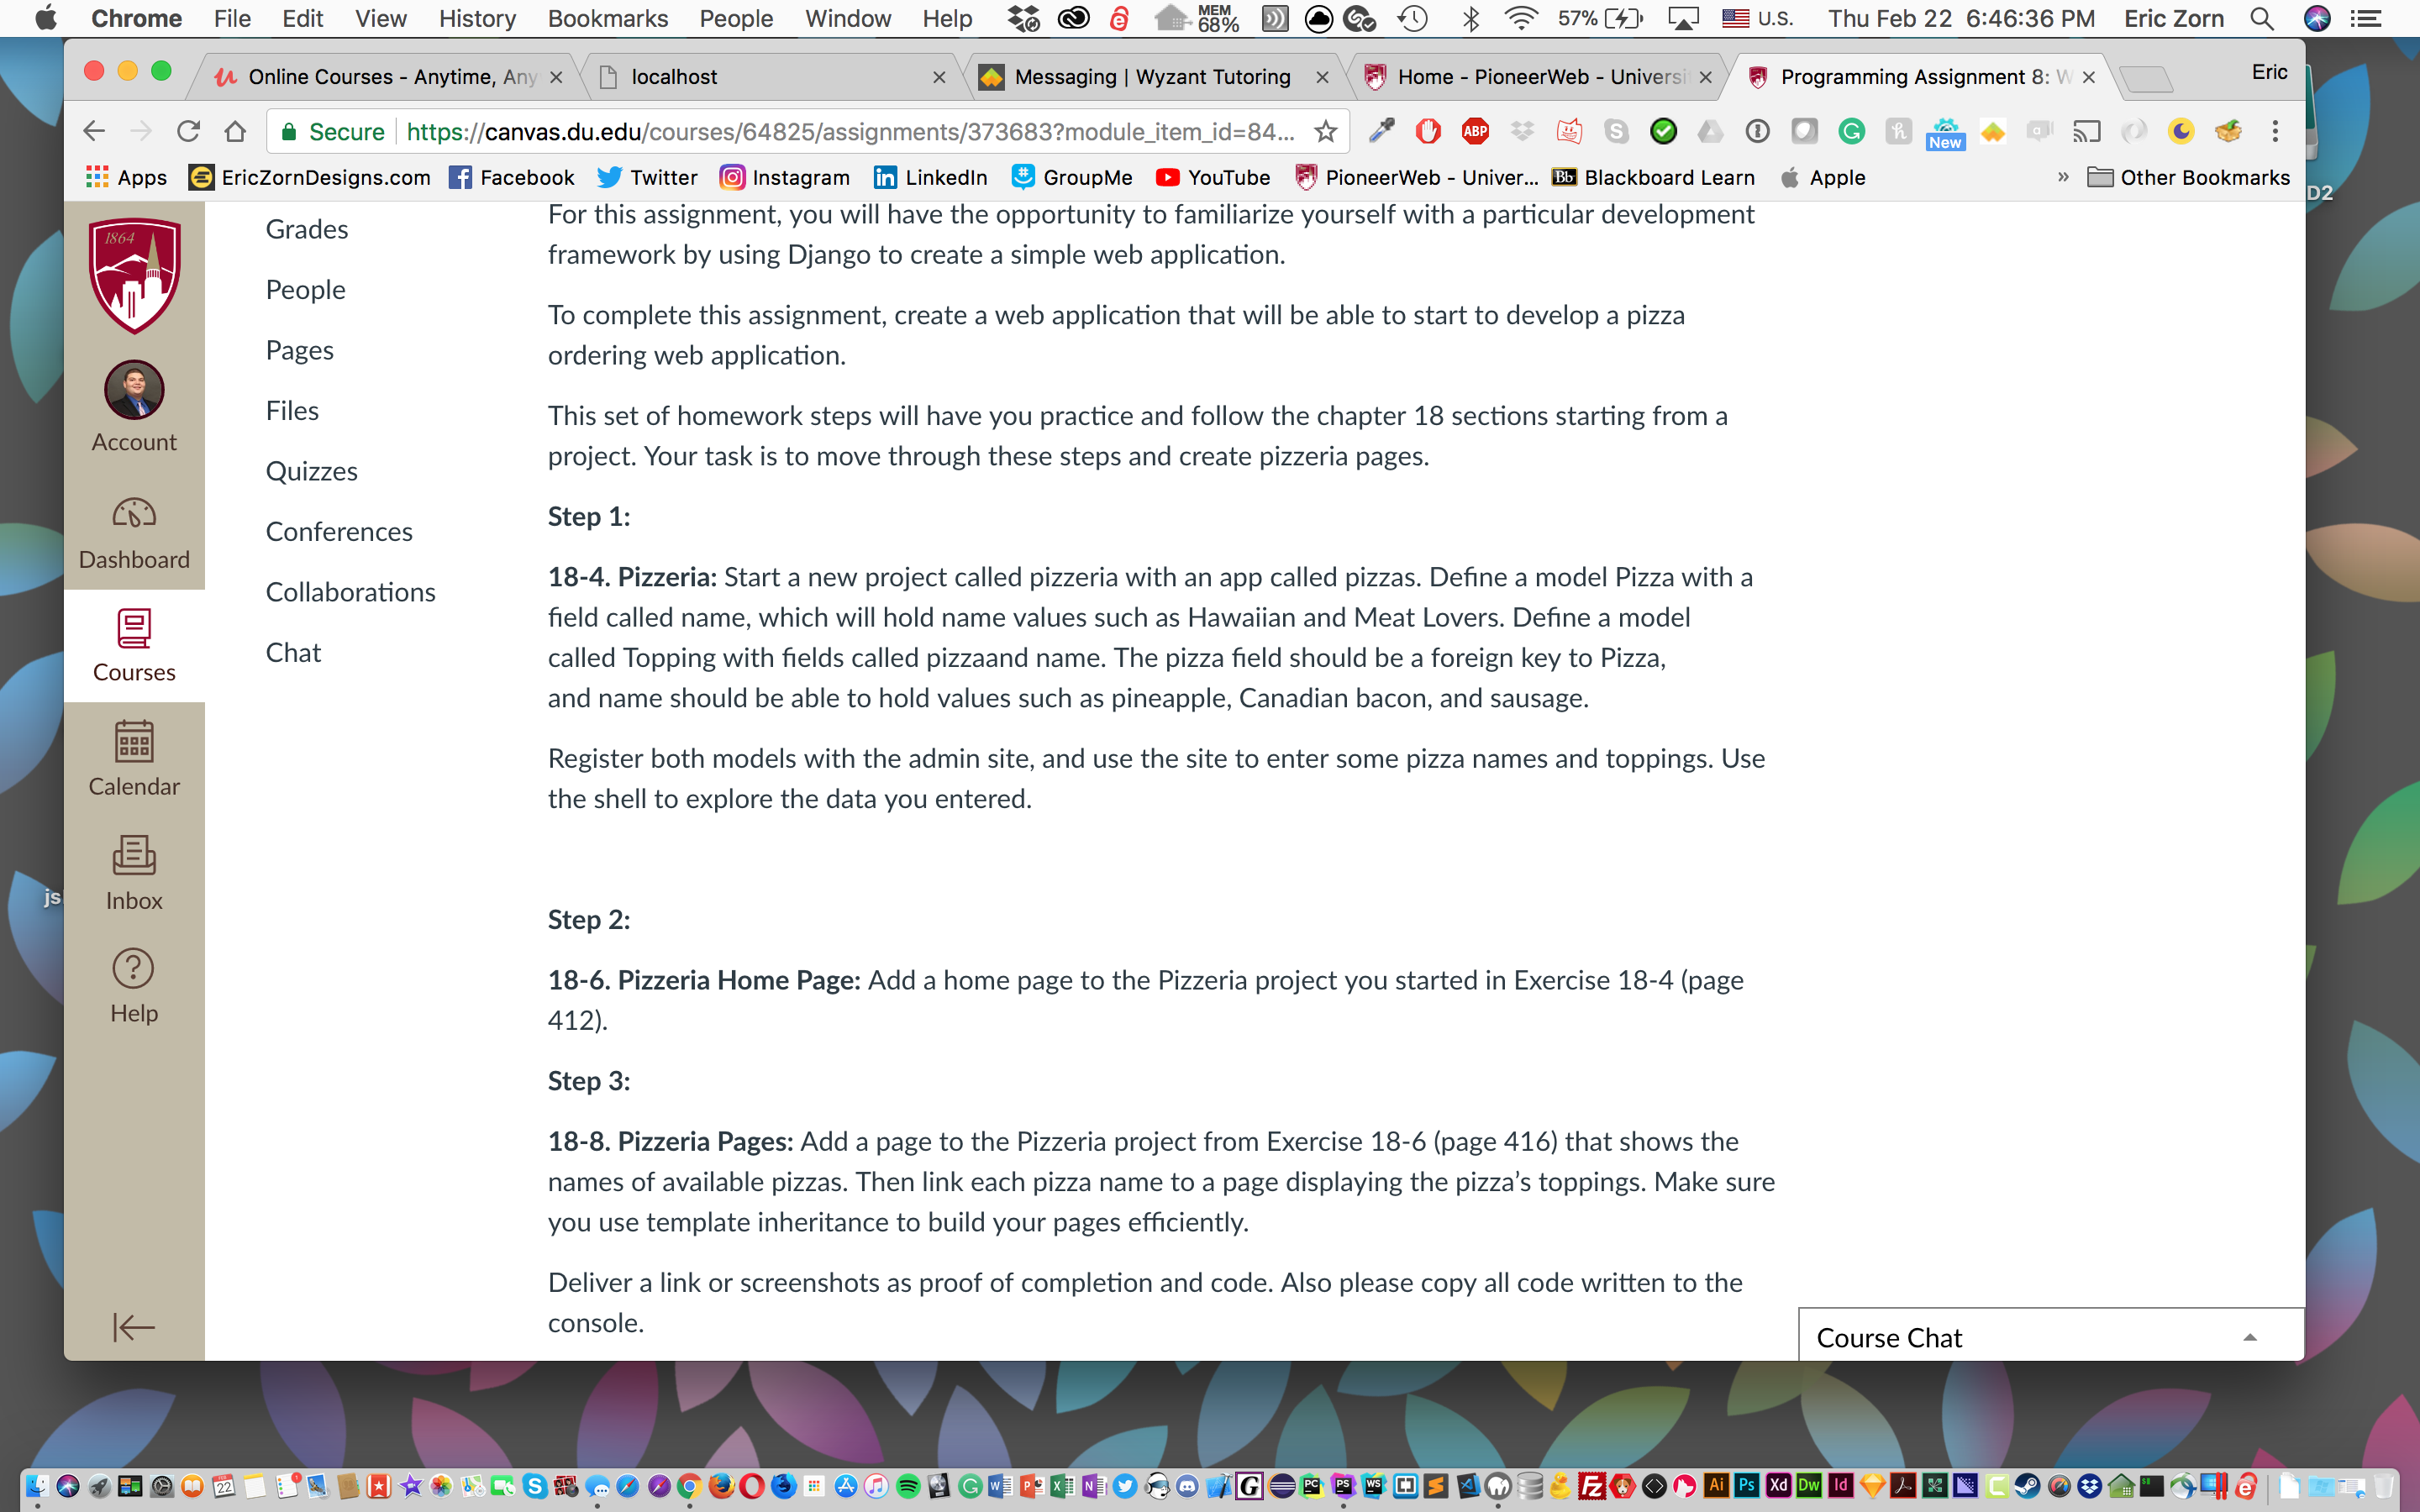 Chrome File Edit View History Bookmarks People Window Help MEM 68% 57% U.S. Thu Feb 22 6:46:36 PM Eric Zorn
Online Courses - Anytime, Any localhost Messaging | Wyzant Tutoring Home - PioneerWeb - Universi Programming Assignment 8: W Eric
Secure https://canvas.du.edu/courses/64825/assignments/373683?module_item_id=84... ABP New
Apps EricZornDesigns.com Facebook Twitter Instagram LinkedIn GroupMe YouTube PioneerWeb - Univer... Bb Blackboard Learn Apple » Other Bookmarks
D2
1864
Account
Dashboard
Courses
Calendar
Inbox
Help
js
Grades
People
Pages
Files
Quizzes
Conferences
Collaborations
Chat
For this assignment, you will have the opportunity to familiarize yourself with a particular development
framework by using Django to create a simple web application.
To complete this assignment, create a web application that will be able to start to develop a pizza
ordering web application.
This set of homework steps will have you practice and follow the chapter 18 sections starting from a
project. Your task is to move through these steps and create pizzeria pages.
Step 1:
18-4. Pizzeria: Start a new project called pizzeria with an app called pizzas. Define a model Pizza with a
field called name, which will hold name values such as Hawaiian and Meat Lovers. Define a model
called Topping with fields called pizzaand name. The pizza field should be a foreign key to Pizza,
and name should be able to hold values such as pineapple, Canadian bacon, and sausage.
Register both models with the admin site, and use the site to enter some pizza names and toppings. Use
the shell to explore the data you entered.
Step 2:
18-6. Pizzeria Home Page: Add a home page to the Pizzeria project you started in Exercise 18-4 (page
412).
Step 3:
18-8. Pizzeria Pages: Add a page to the Pizzeria project from Exercise 18-6 (page 416) that shows the
names of available pizzas. Then link each pizza name to a page displaying the pizza’s toppings. Make sure
you use template inheritance to build your pages efficiently.
Deliver a link or screenshots as proof of completion and code. Also please copy all code written to the
console.
Course Chat
22 PC PS WS Ai Ps Xd Dw Id